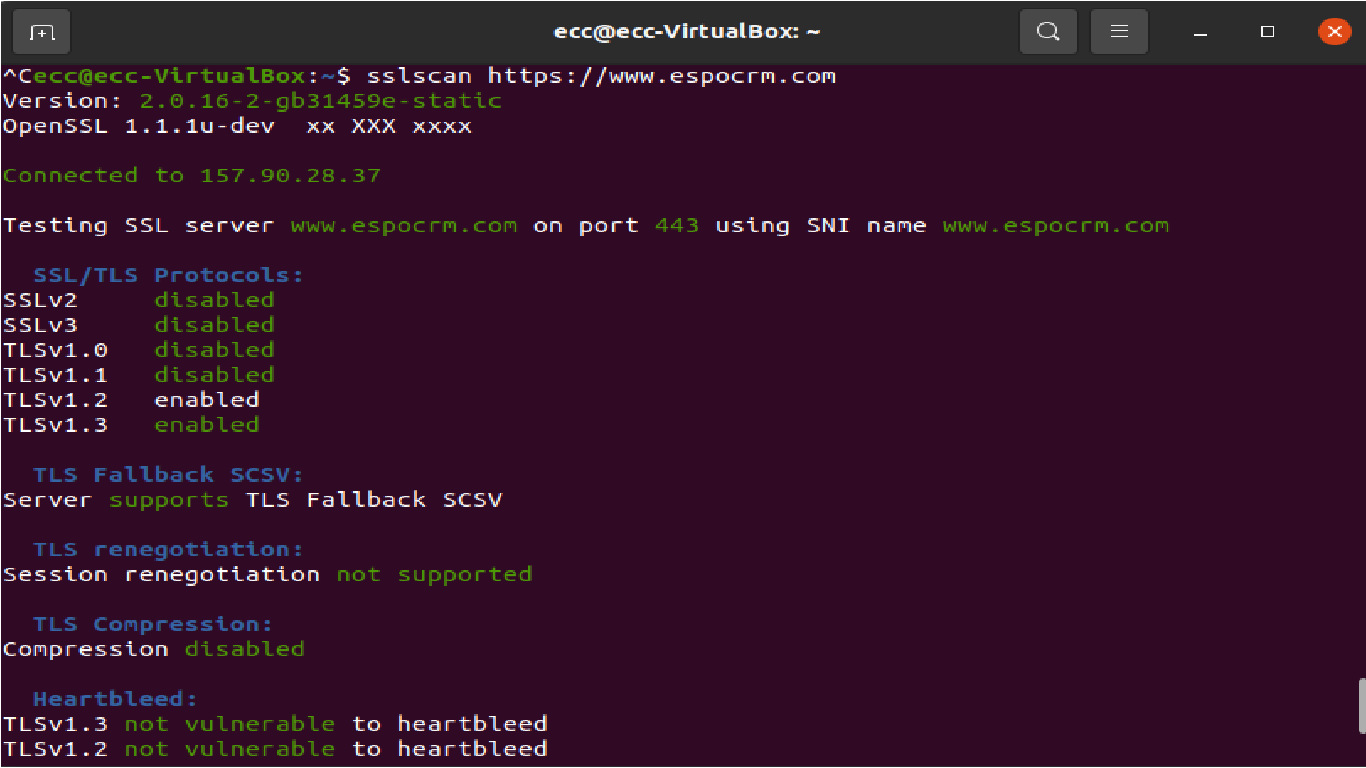 ecc@ecc-VirtualBox: ~
^Cecc@ecc-VirtualBox:~$ sslscan https://www.espocrm.com
Version: 2.0.16-2-gb31459e-static
OpenSSL 1.1.1u-dev  xx XXX xxxx
Connected to 157.90.28.37
Testing SSL server www.espocrm.com on port 443 using SNI name www.espocrm.com
SSL/TLS Protocols:
SSLv2     disabled
SSLv3     disabled
TLSv1.0   disabled
TLSv1.1   disabled
TLSv1.2   enabled
TLSv1.3   enabled
TLS Fallback SCSV:
Server supports TLS Fallback SCSV
TLS renegotiation:
Session renegotiation not supported
TLS Compression:
Compression disabled
Heartbleed:
TLSv1.3 not vulnerable to heartbleed
TLSv1.2 not vulnerable to heartbleed